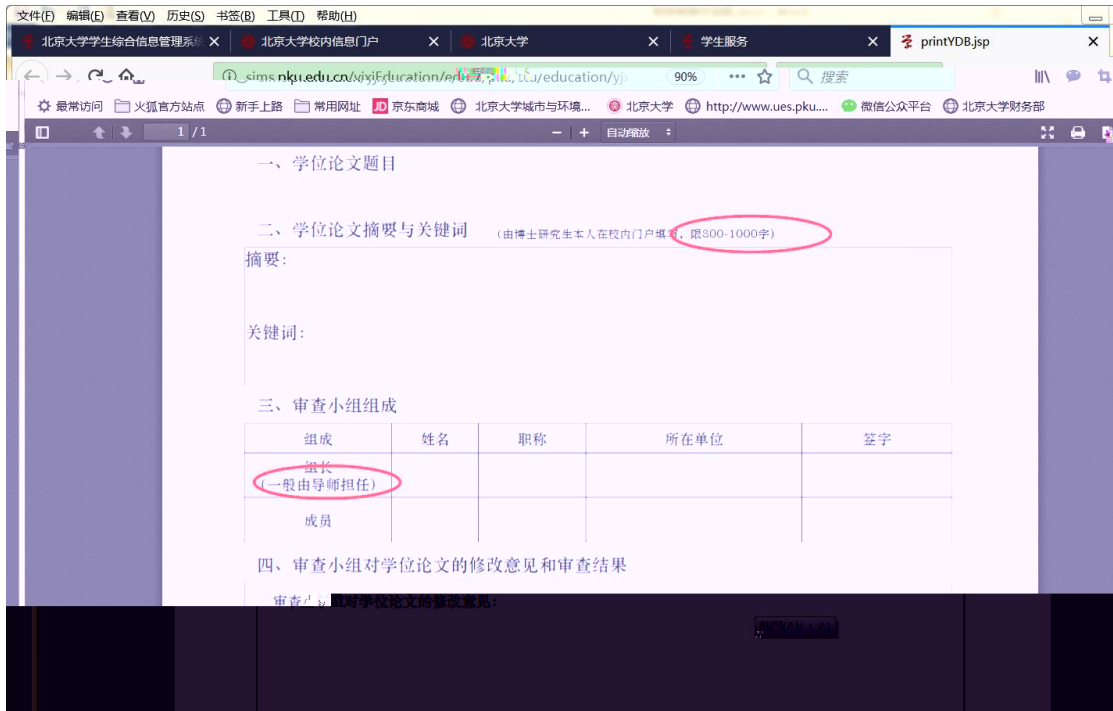 文件(F) 编辑(E) 查看(V) 历史(S) 书签(B) 工具(T) 帮助(H)
北京大学学生综合信息管理系统 北京大学校内信息门户 北京大学 学生服务 printYDB.jsp
sims.pku.edu.cn 90% 搜索
最常访问 火狐官方站点 新手上路 常用网址 JD 京东商城 北京大学城市与环境... 北京大学 http://www.ues.pku.... 微信公众平台 北京大学财务部
1 / 1 — + 自动缩放
一、学位论文题目
二、学位论文摘要与关键词 (由博士研究生本人在校内门户填写，限800-1000字)
摘要:
关键词:
三、审查小组组成
组成 姓名 职称 所在单位 签字
组长
(一般由导师担任)
成员
四、审查小组对学位论文的修改意见和审查结果
审查小组对学位论文的修改意见: